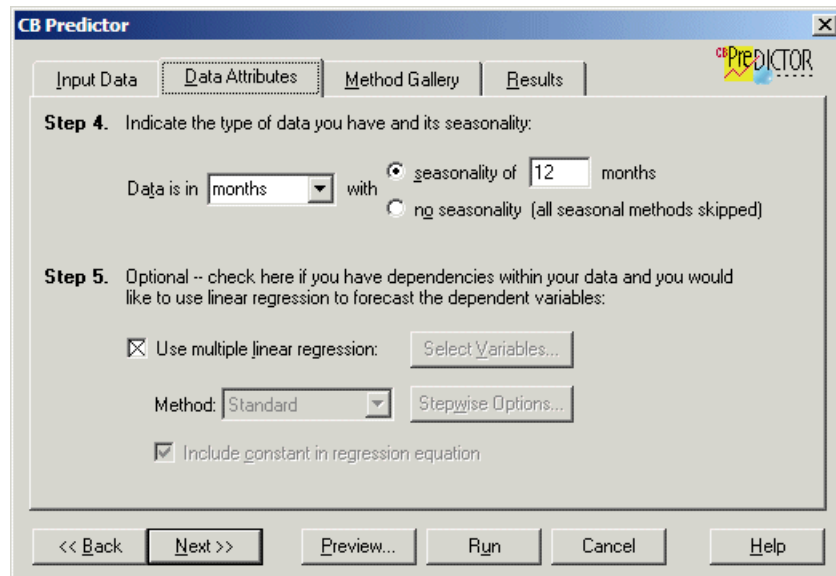 CB Predictor
Input Data
Data Attributes
Method Gallery
Results
CB PreDICTOR
Step 4. Indicate the type of data you have and its seasonality:
Data is in months with
seasonality of 12 months
no seasonality (all seasonal methods skipped)
Step 5. Optional -- check here if you have dependencies within your data and you would
like to use linear regression to forecast the dependent variables:
Use multiple linear regression: Select Variables...
Method: Standard Stepwise Options...
Include constant in regression equation
<< Back Next >> Preview... Run Cancel Help